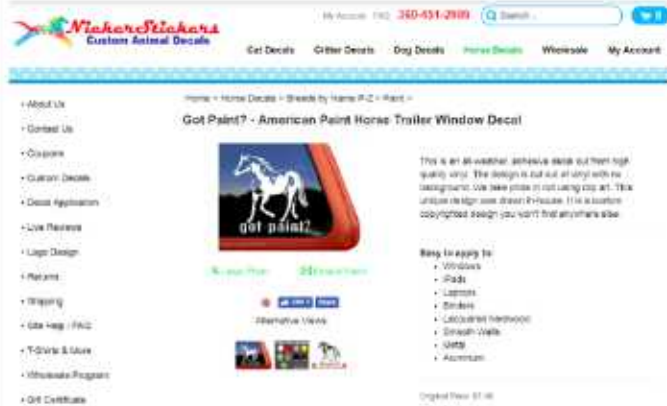 NickerStickers
Custom Animal Decals
My Account FAQ 360-451-2989 Search
Cat Decals Critter Decals Dog Decals Horse Decals Wholesale My Account
Home > Horse Decals > Breeds by Name P-Z > Paint >
Got Paint? - American Paint Horse Trailer Window Decal
• About Us
• Contact Us
• Coupons
• Custom Decals
• Decal Application
• Live Reviews
• Logo Design
• Returns
• Shipping
• Site Help / FAQ
• T-Shirts & More
• Wholesale Program
• Gift Certificate
got paint?
Alternative Views
This is an all-weather, adhesive decal cut from high
quality vinyl. The design is cut out of vinyl with no
background. We take pride in not using clip art. This
unique design was drawn in-house. It is a custom
copyrighted design you won't find anywhere else.
Easy to apply to:
• Windows
• iPads
• Laptops
• Binders
• Lacquered hardwood
• Smooth Walls
• Metal
• Aluminum
Original Price